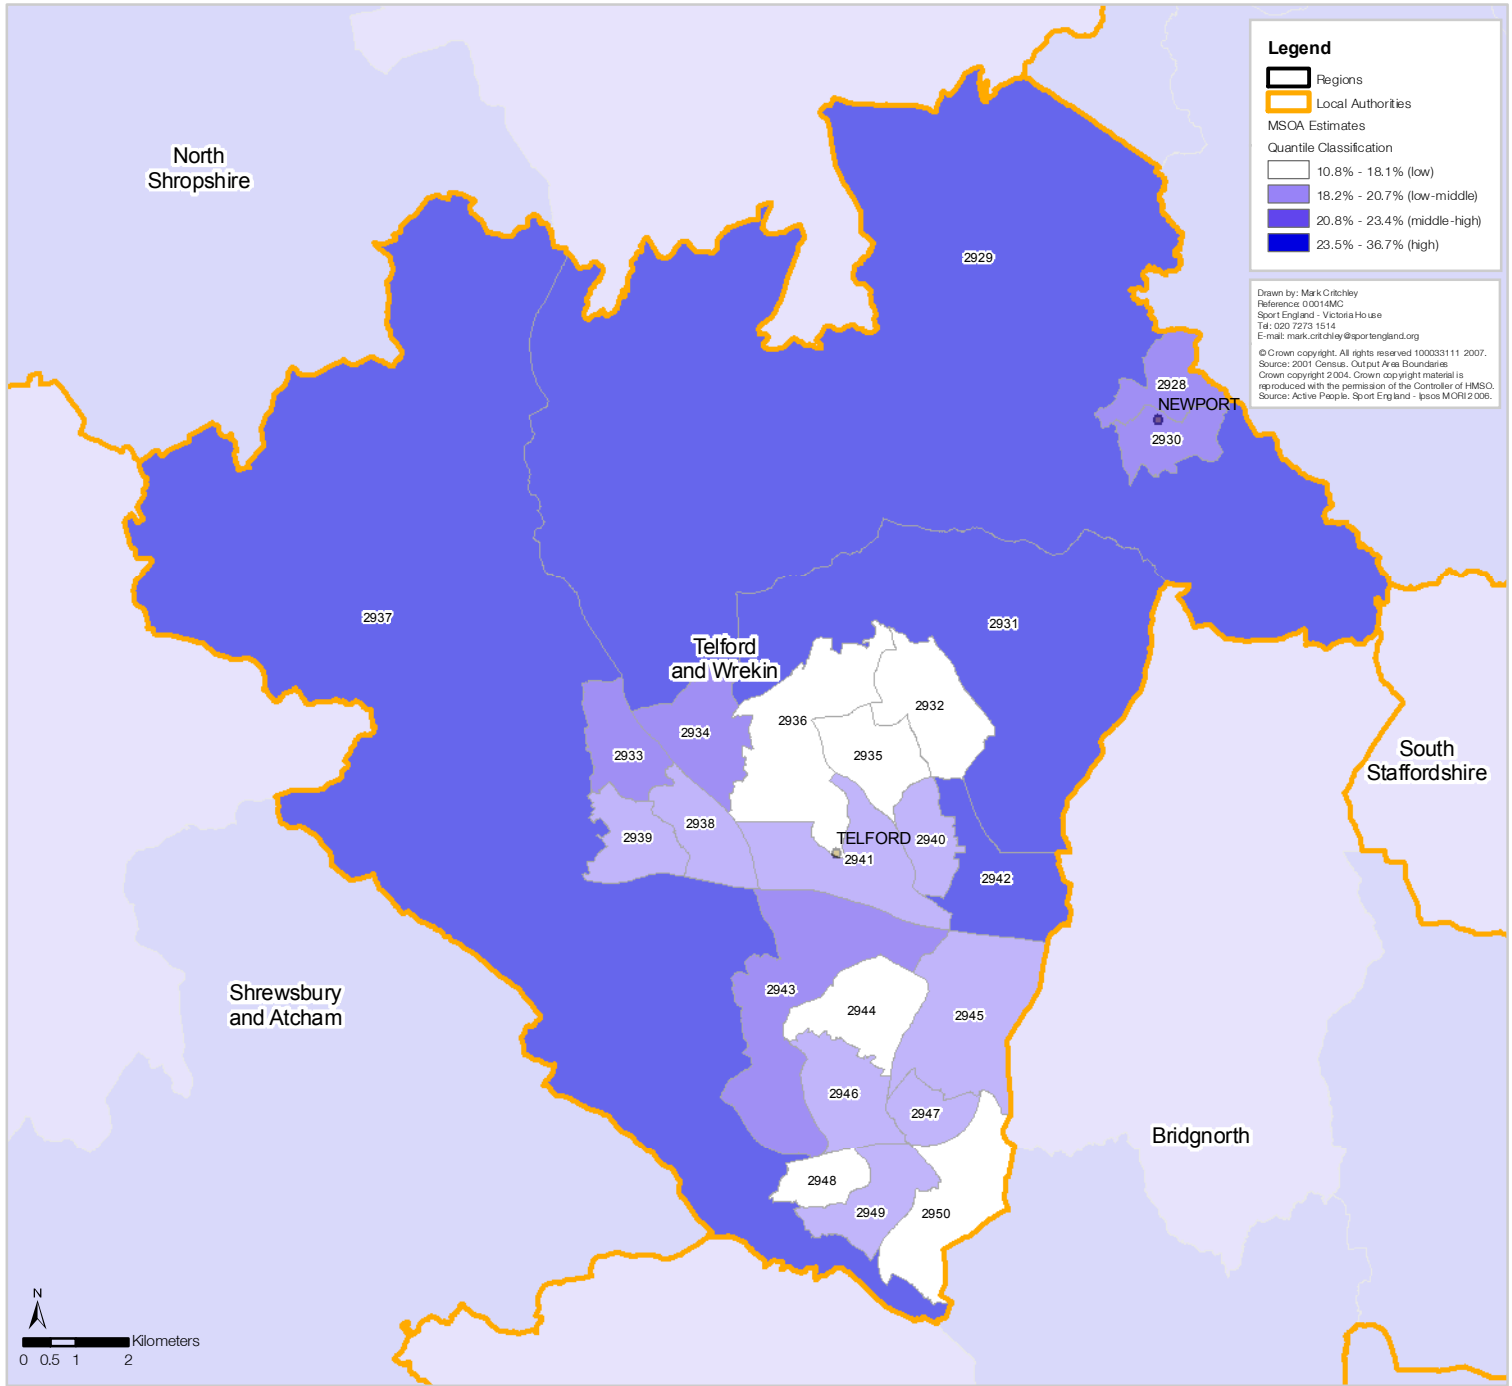 Legend
Regions
Local Authorities
MSOA Estimates
Quantile Classification
10.8% - 18.1% (low)
18.2% - 20.7% (low-middle)
20.8% - 23.4% (middle-high)
23.5% - 36.7% (high)
Drawn by: Mark Critchley
Reference: 00014MC
Sport England - Victoria House
Tel: 020 7273 1514
E-mail: mark.critchley@sportengland.org
© Crown copyright. All rights reserved 100033111 2007.
Source: 2001 Census. Output Area Boundaries
Crown copyright 2004. Crown copyright material is
reproduced with the permission of the Controller of HMSO.
Source: Active People. Sport England - Ipsos MORI 2006.
North
Shropshire
2929
2928
NEWPORT
2930
2937
2931
Telford
and Wrekin
2932
2936
2934
2933
2935
South
Staffordshire
2938
2939
TELFORD
2940
2941
2942
2943
Shrewsbury
and Atcham
2944
2945
2946
2947
Bridgnorth
2948
2949
2950
N
Kilometers
0 0.5 1 2